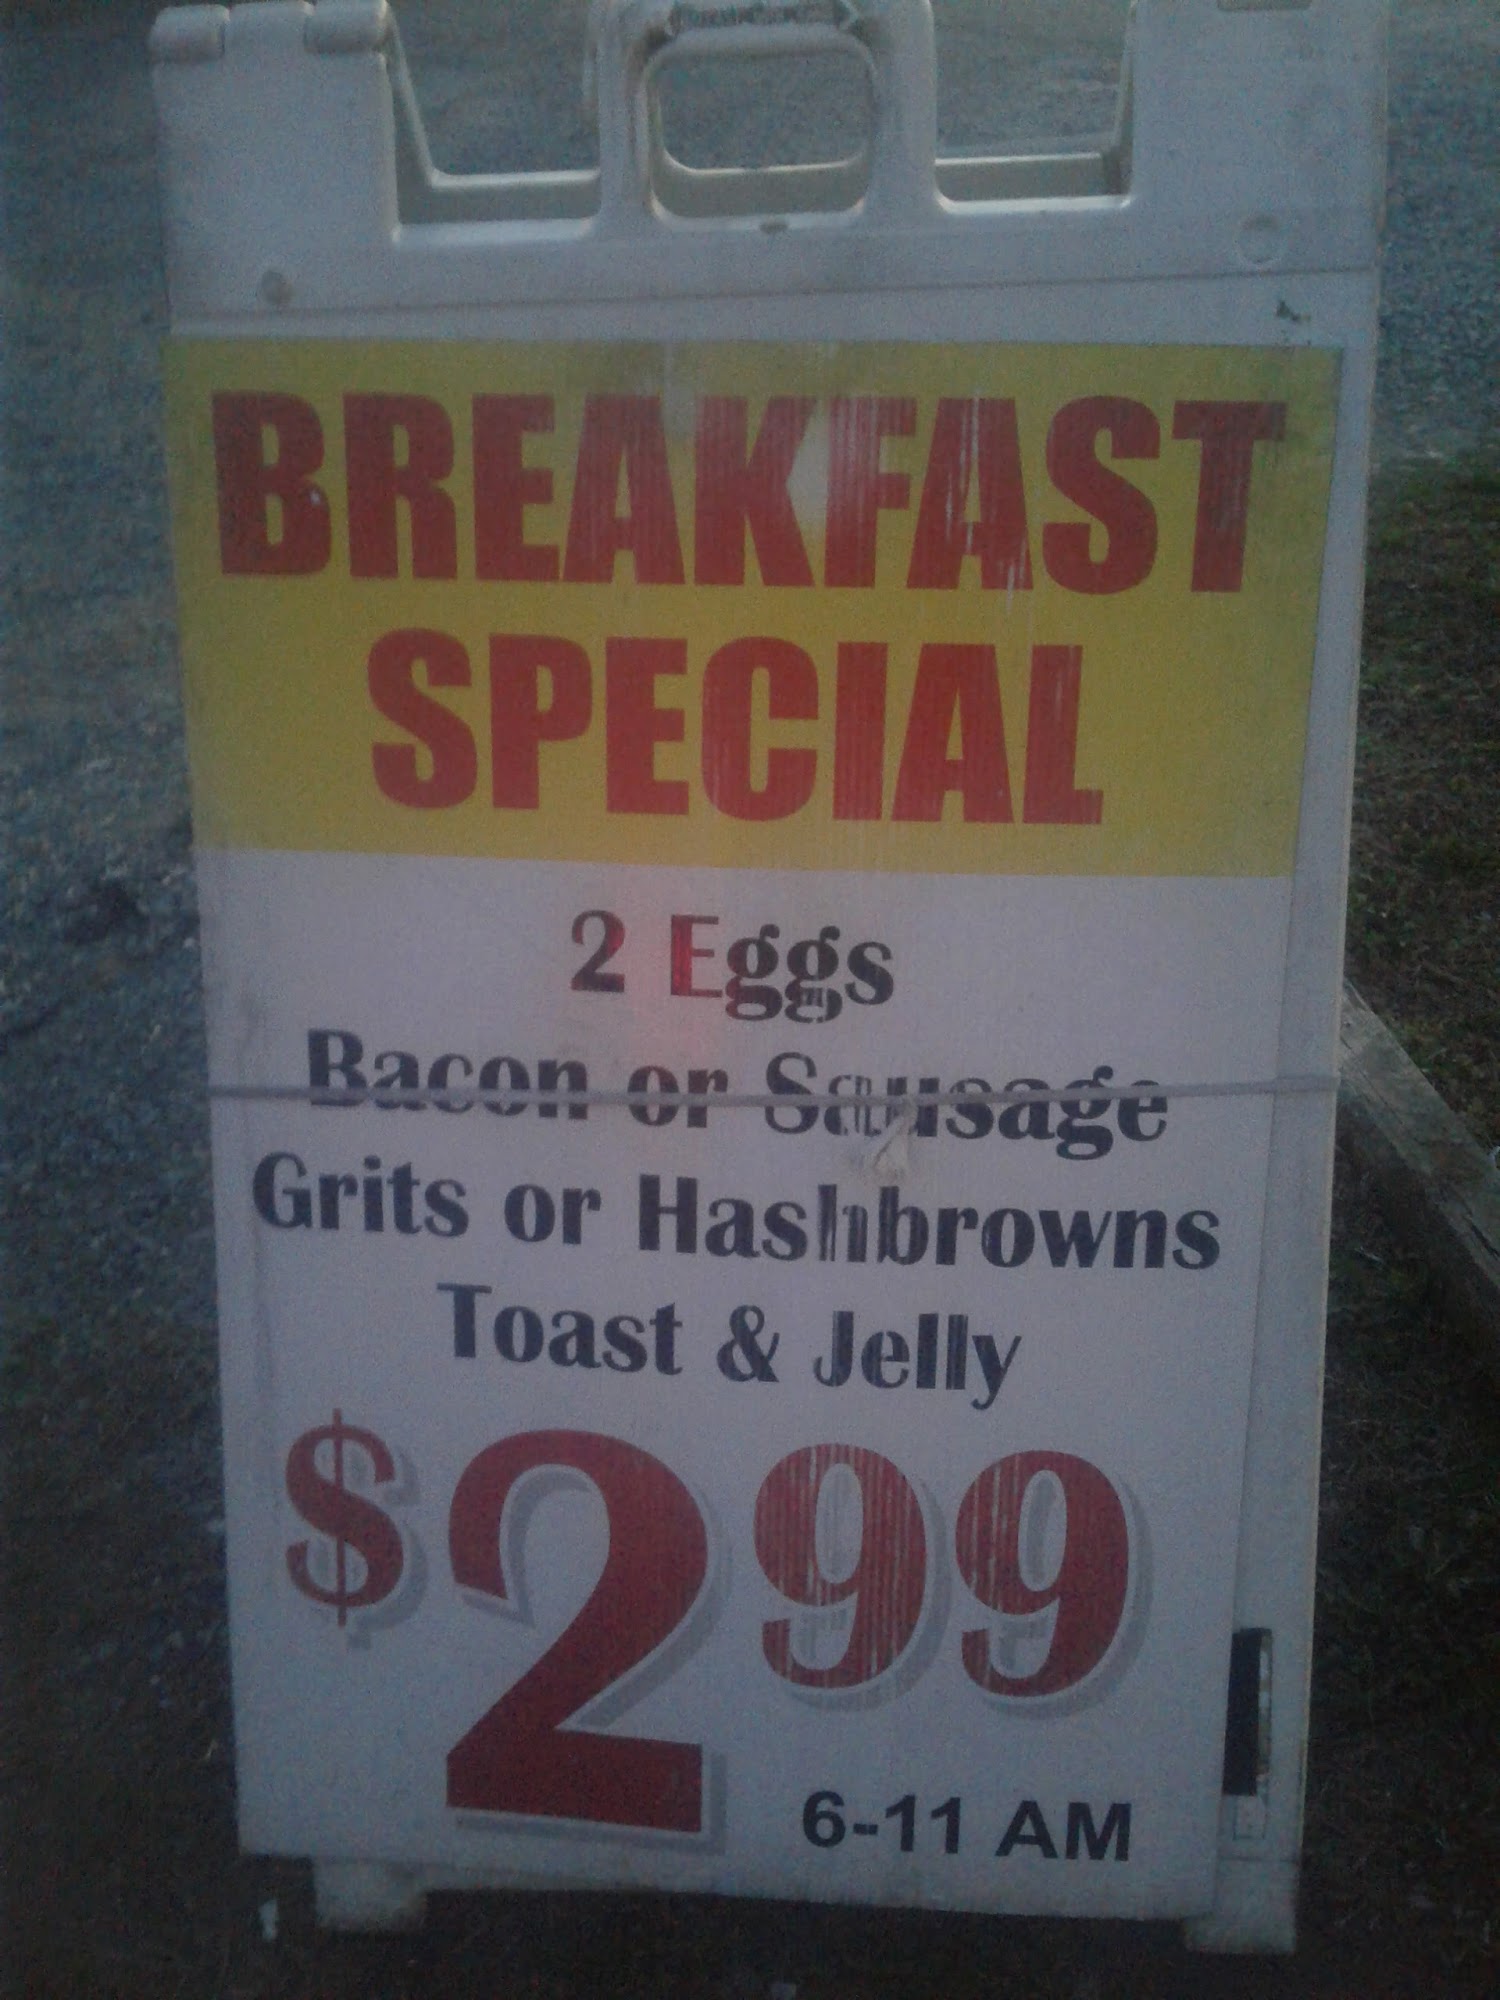 BREAKFAST
SPECIAL
2 Eggs
Bacon or Sausage
Grits or Hashbrowns
Toast & Jelly
$2 99
6-11 AM